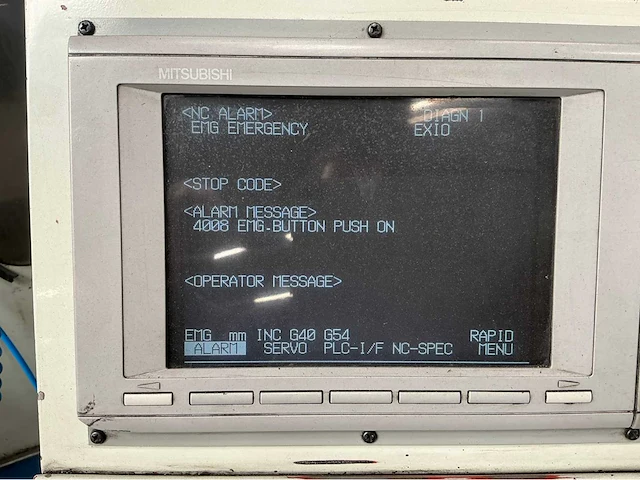 MITSUBISHI
<NC ALARM> DIAGN 1
EMG EMERGENCY EXIO
<STOP CODE>
<ALARM MESSAGE>
4008 EMG.BUTTON PUSH ON
<OPERATOR MESSAGE>
EMG mm INC G40 G54 RAPID
ALARM SERVO PLC-I/F NC-SPEC MENU